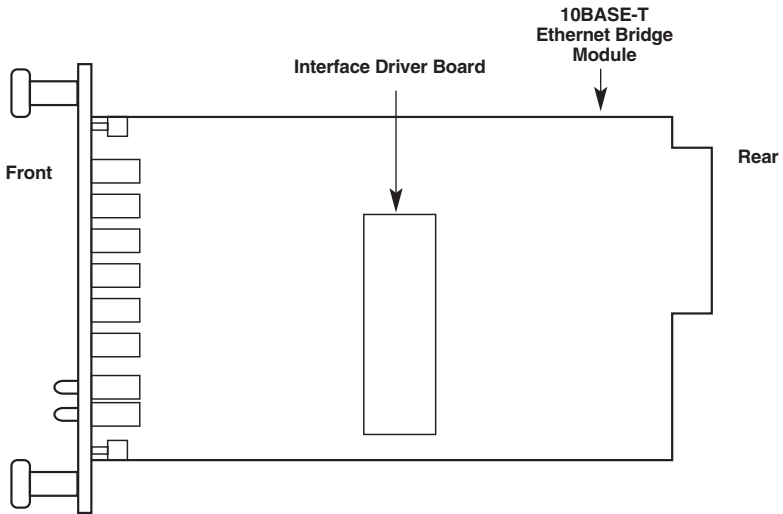 10BASE-T
Ethernet Bridge
Module
Interface Driver Board
Front
Rear